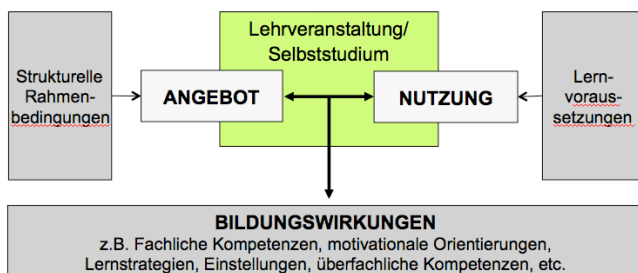 Lehrveranstaltung/
Selbststudium
Strukturelle
Rahmen-
bedingungen
ANGEBOT
NUTZUNG
Lern-
voraus-
setzungen
BILDUNGSWIRKUNGEN
z.B. Fachliche Kompetenzen, motivationale Orientierungen,
Lernstrategien, Einstellungen, überfachliche Kompetenzen, etc.